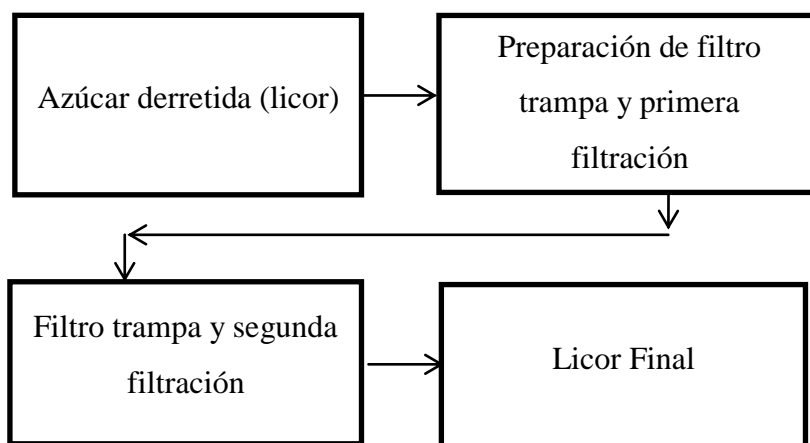 Azúcar derretida (licor)
Preparación de filtro
trampa y primera
filtración
Filtro trampa y segunda
filtración
Licor Final